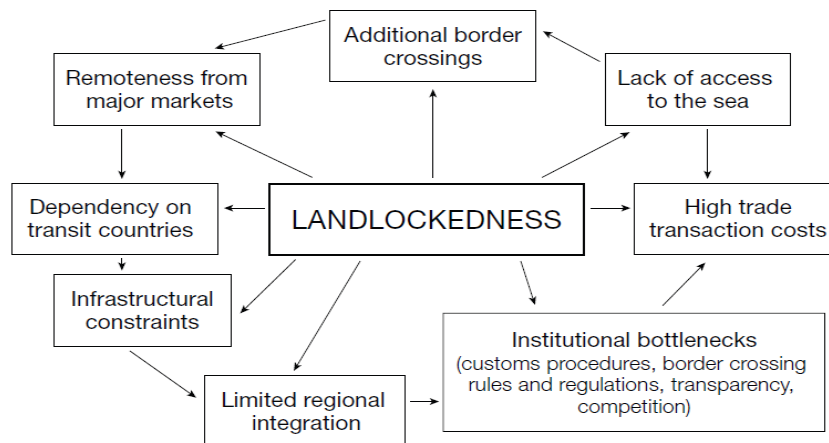 Additional border
crossings
Remoteness from
major markets
Lack of access
to the sea
Dependency on
transit countries
LANDLOCKEDNESS
High trade
transaction costs
Infrastructural
constraints
Institutional bottlenecks
(customs procedures, border crossing
rules and regulations, transparency,
competition)
Limited regional
integration